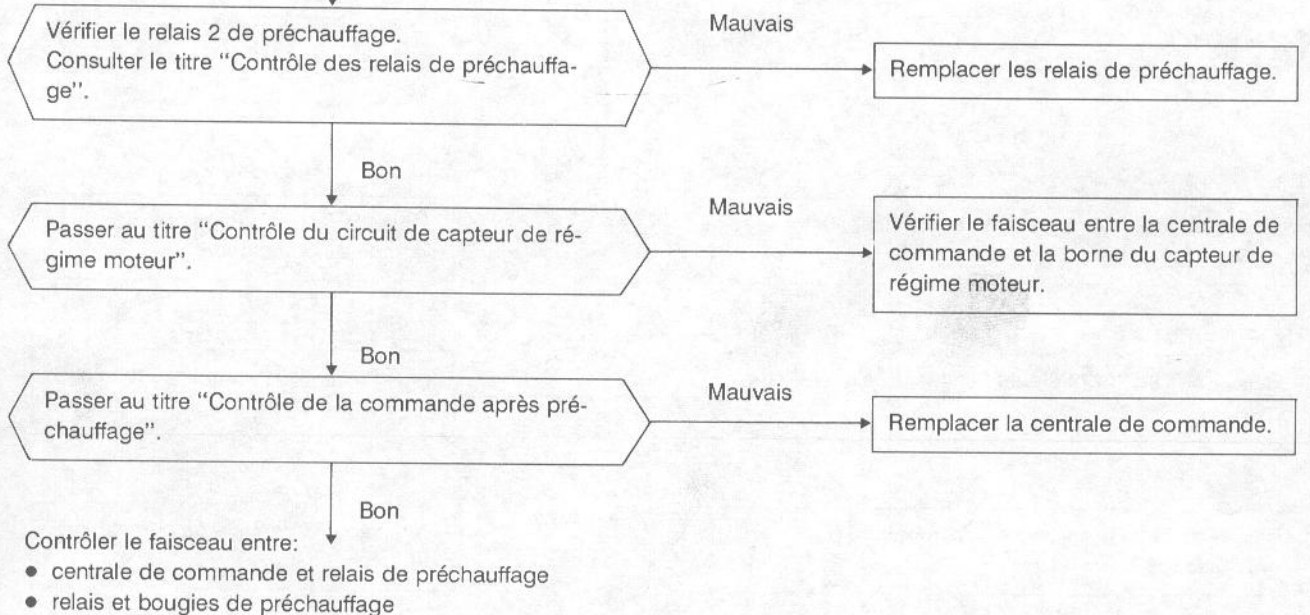 Vérifier le relais 2 de préchauffage.
Consulter le titre “Contrôle des relais de préchauffa-
ge”.
Mauvais
Remplacer les relais de préchauffage.
Bon
Passer au titre “Contrôle du circuit de capteur de ré-
gime moteur”.
Mauvais
Vérifier le faisceau entre la centrale de
commande et la borne du capteur de
régime moteur.
Bon
Passer au titre “Contrôle de la commande après pré-
chauffage”.
Mauvais
Remplacer la centrale de commande.
Bon
Contrôler le faisceau entre:
● centrale de commande et relais de préchauffage
● relais et bougies de préchauffage